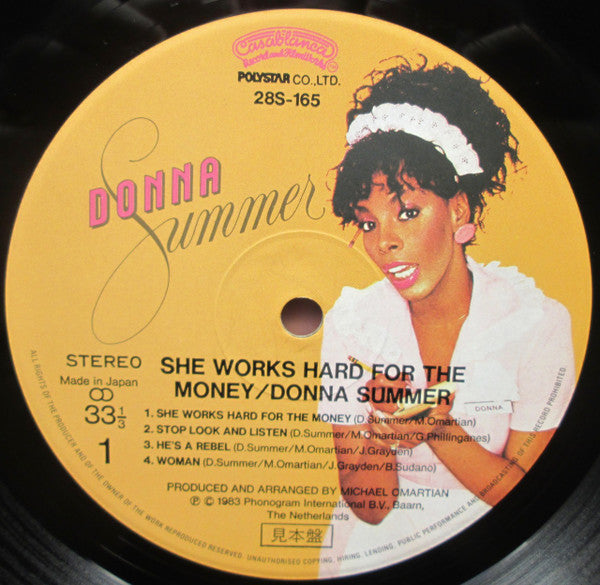 Casablanca
Record and FilmWorks
POLYSTAR CO.,LTD.
28S-165
DONNA
Summer
STEREO
Made in Japan
33 1/3
1
SHE WORKS HARD FOR THE
MONEY/DONNA SUMMER
1. SHE WORKS HARD FOR THE MONEY (D.Summer/M.Omartian)
2. STOP LOOK AND LISTEN (D.Summer/M.Omartian/G.Phillinganes)
3. HE'S A REBEL (D.Summer/M.Omartian/J.Grayden)
4. WOMAN (D.Summer/M.Omartian/J.Grayden/B.Sudano)
DONNA
PRODUCED AND ARRANGED BY MICHAEL OMARTIAN
℗ © 1983 Phonogram International B.V., Baarn,
The Netherlands
見本盤
ALL RIGHTS OF THE PRODUCER AND OF THE OWNER OF THE WORK REPRODUCED RESERVED. UNAUTHORISED COPYING, HIRING, LENDING, PUBLIC PERFORMANCE AND BROADCASTING OF THIS RECORD PROHIBITED.